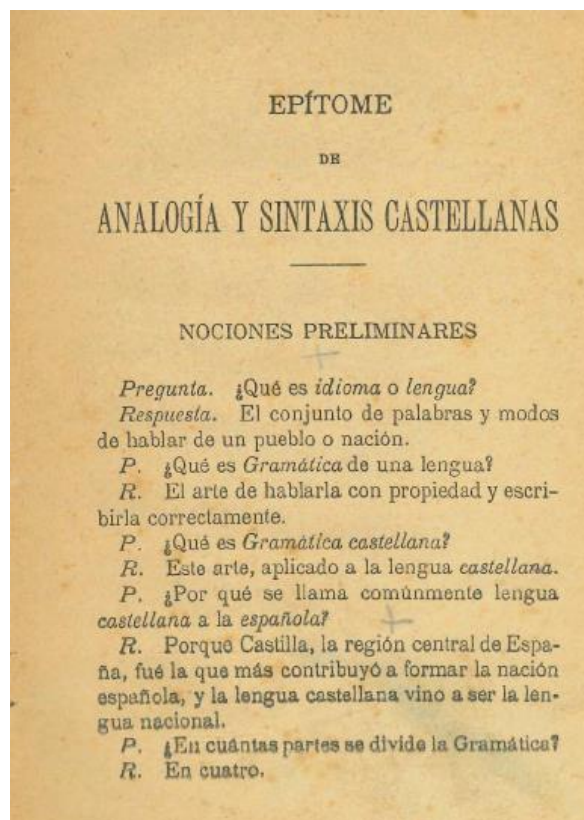 EPÍTOME
DE
ANALOGÍA Y SINTAXIS CASTELLANAS
NOCIONES PRELIMINARES
Pregunta. ¿Qué es idioma o lengua?
Respuesta. El conjunto de palabras y modos
de hablar de un pueblo o nación.
P. ¿Qué es Gramática de una lengua?
R. El arte de hablarla con propiedad y escri-
birla correctamente.
P. ¿Qué es Gramática castellana?
R. Este arte, aplicado a la lengua castellana.
P. ¿Por qué se llama comúnmente lengua
castellana a la española?
R. Porque Castilla, la región central de Espa-
ña, fué la que más contribuyó a formar la nación
española, y la lengua castellana vino a ser la len-
gua nacional.
P. ¿En cuántas partes se divide la Gramática?
R. En cuatro.